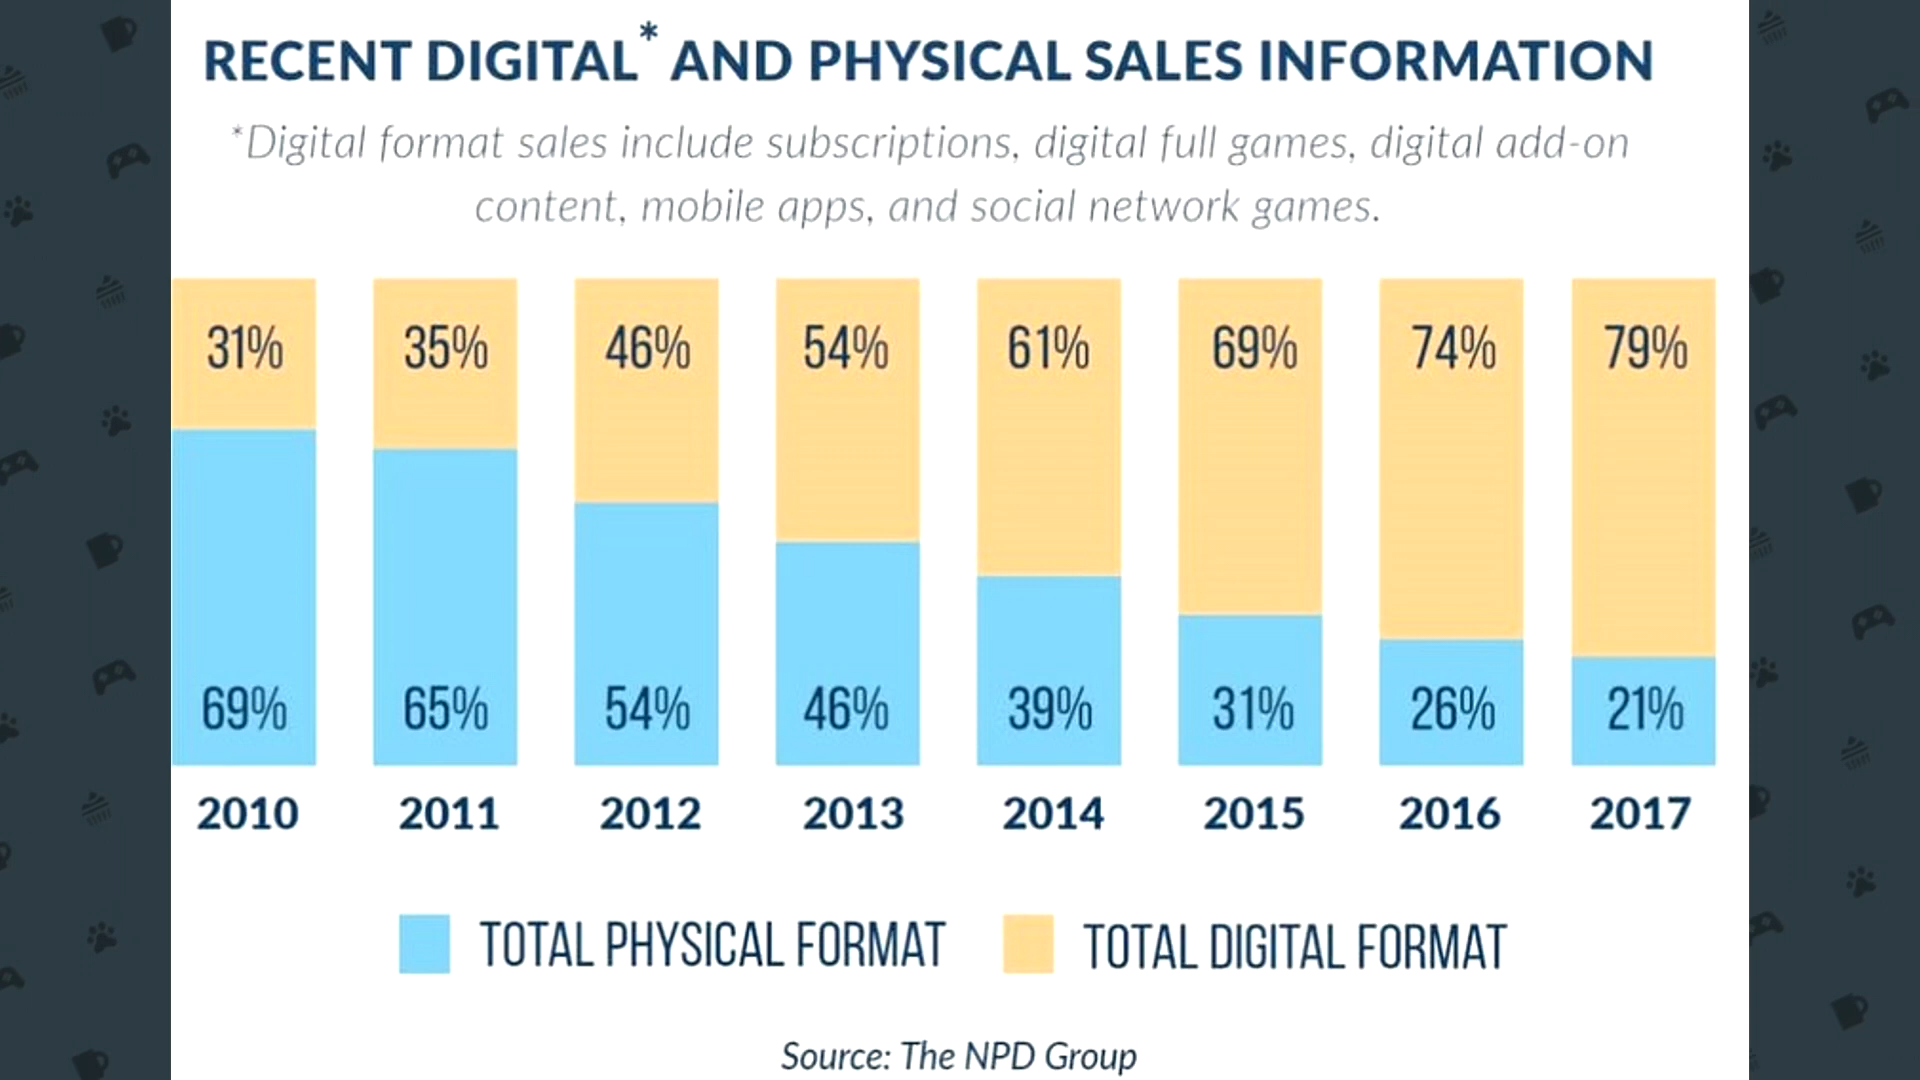 RECENT DIGITAL* AND PHYSICAL SALES INFORMATION
*Digital format sales include subscriptions, digital full games, digital add-on
content, mobile apps, and social network games.
31% 35% 46% 54% 61% 69% 74% 79%
69% 65% 54% 46% 39% 31% 26% 21%
2010 2011 2012 2013 2014 2015 2016 2017
TOTAL PHYSICAL FORMAT TOTAL DIGITAL FORMAT
Source: The NPD Group